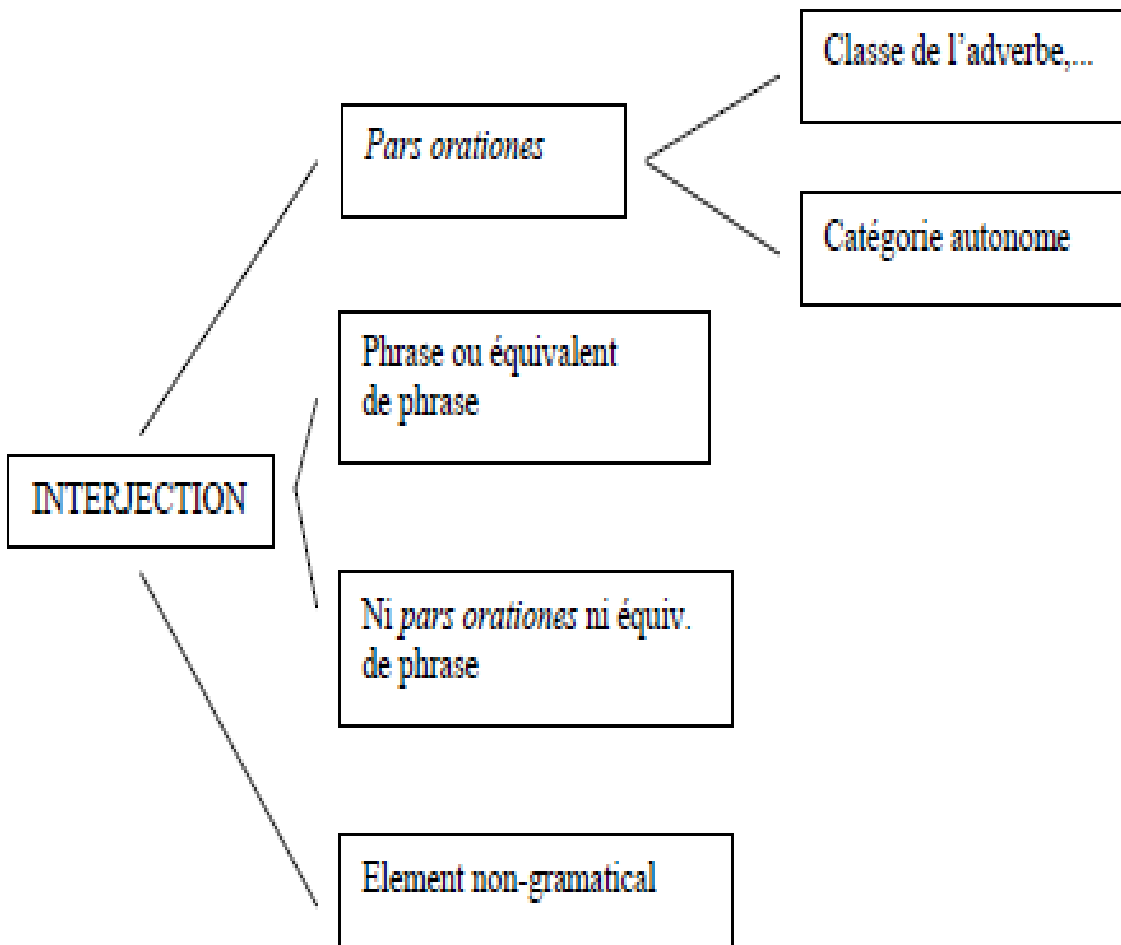 Classe de l'adverbe,...
Pars orationes
Catégorie autonome
Phrase ou équivalent
de phrase
INTERJECTION
Ni pars orationes ni équiv.
de phrase
Element non-gramatical